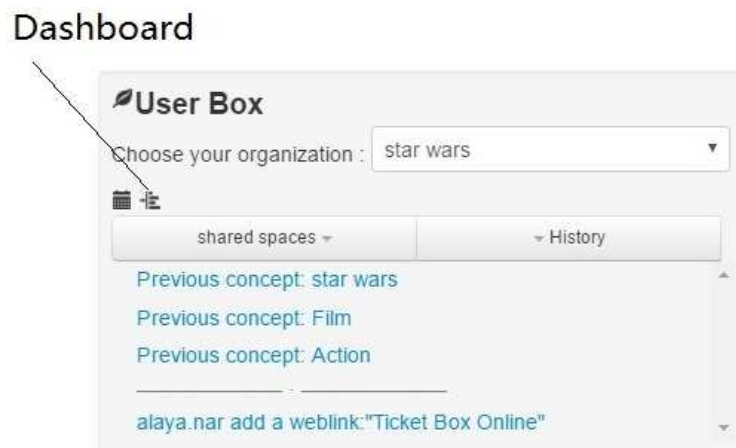 Dashboard
User Box
Choose your organization : star wars
shared spaces History
Previous concept: star wars
Previous concept: Film
Previous concept: Action
alaya.nar add a weblink:"Ticket Box Online"